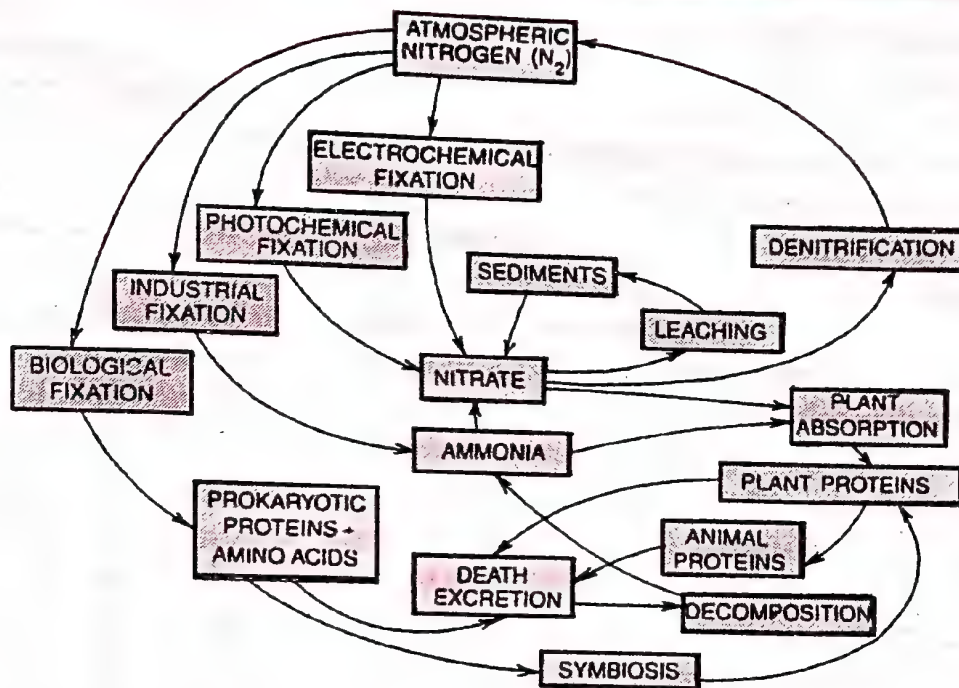 ATMOSPHERIC
NITROGEN (N2)
ELECTROCHEMICAL
FIXATION
PHOTOCHEMICAL
FIXATION
DENITRIFICATION
SEDIMENTS
INDUSTRIAL
FIXATION
LEACHING
BIOLOGICAL
FIXATION
NITRATE
PLANT
ABSORPTION
AMMONIA
PLANT PROTEINS
PROKARYOTIC
PROTEINS +
AMINO ACIDS
ANIMAL
PROTEINS
DEATH
EXCRETION
DECOMPOSITION
SYMBIOSIS